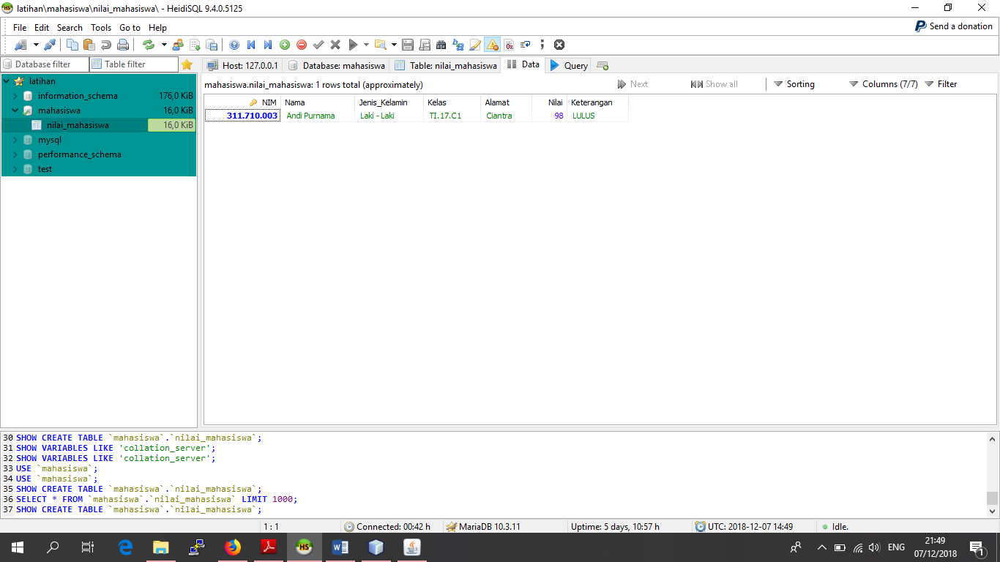 latihan\mahasiswa\nilai_mahasiswa\ - HeidiSQL 9.4.0.5125
File Edit Search Tools Go to Help
Send a donation
Database filter Table filter
Host: 127.0.0.1 Database: mahasiswa Table: nilai_mahasiswa Data Query
latihan
information_schema 176,0 KiB
mahasiswa 16,0 KiB
nilai_mahasiswa 16,0 KiB
mysql
performance_schema
test
mahasiswa.nilai_mahasiswa: 1 rows total (approximately) Next Show all Sorting Columns (7/7) Filter
NIM Nama Jenis_Kelamin Kelas Alamat Nilai Keterangan
311.710.003 Andi Purnama Laki - Laki TI.17.C1 Ciantra 98 LULUS
30 SHOW CREATE TABLE `mahasiswa`.`nilai_mahasiswa`;
31 SHOW VARIABLES LIKE 'collation_server';
32 SHOW VARIABLES LIKE 'collation_server';
33 USE `mahasiswa`;
34 USE `mahasiswa`;
35 SHOW CREATE TABLE `mahasiswa`.`nilai_mahasiswa`;
36 SELECT * FROM `mahasiswa`.`nilai_mahasiswa` LIMIT 1000;
37 SHOW CREATE TABLE `mahasiswa`.`nilai_mahasiswa`;
1 : 1 Connected: 00:42 h MariaDB 10.3.11 Uptime: 5 days, 10:57 h UTC: 2018-12-07 14:49 Idle.
ENG 21:49
07/12/2018 1